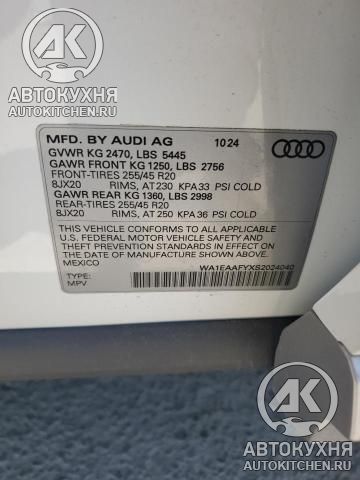 АВТОКУХНЯ
AUTOKITCHEN.RU
АВТОКУХНЯ
AUTOKITCHEN.RU
MFD. BY AUDI AG 10 24
GVWR KG 2470, LBS 5445
GAWR FRONT KG 1250, LBS 2756
FRONT-TIRES 255/45 R20
8JX20 RIMS, AT 230 KPA 33 PSI COLD
GAWR REAR KG 1360, LBS 2998
REAR-TIRES 255/45 R20
8JX20 RIMS, AT 250 KPA 36 PSI COLD
THIS VEHICLE CONFORMS TO ALL APPLICABLE
U.S. FEDERAL MOTOR VEHICLE SAFETY AND
THEFT PREVENTION STANDARDS IN EFFECT ON
THE DATE OF MANUFACTURE SHOWN ABOVE.
MEXICO WA1EAAFYXS2024040
TYPE:
MPV
АК
АВТОКУХНЯ
AUTOKITCHEN.RU